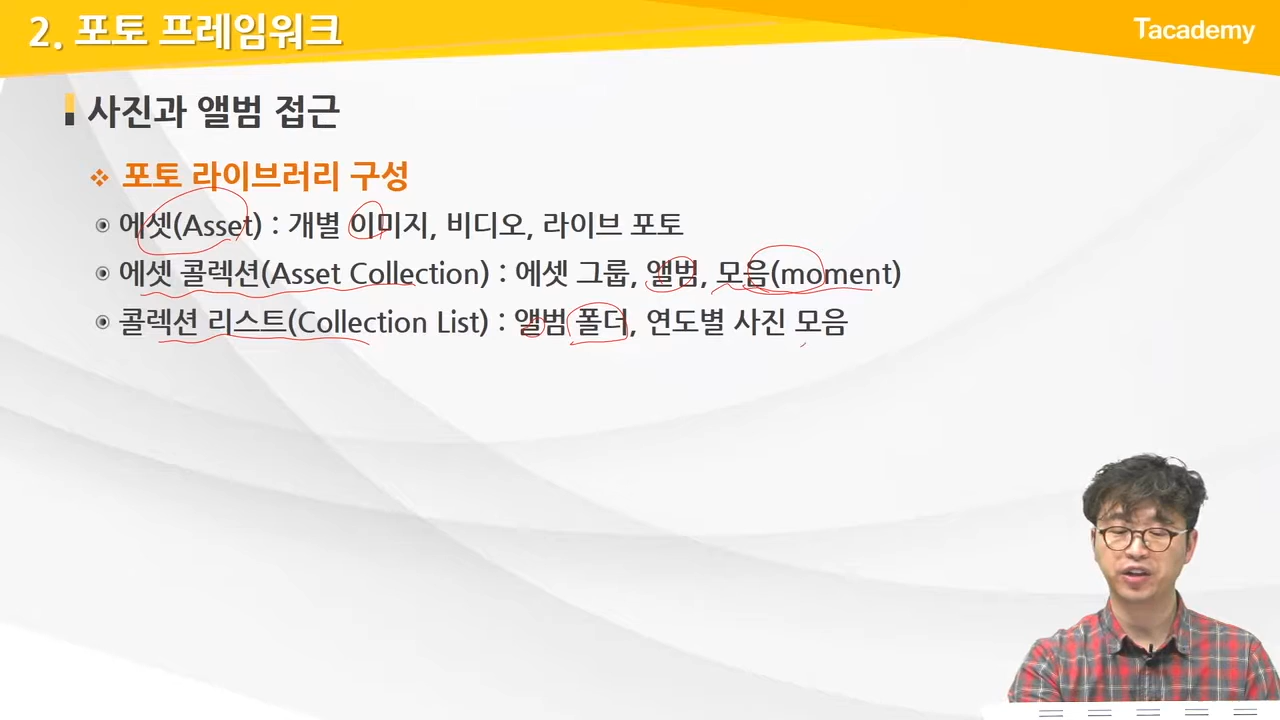 2. 포토 프레임워크
Tacademy
사진과 앨범 접근
포토 라이브러리 구성
에셋(Asset) : 개별 이미지, 비디오, 라이브 포토
에셋 콜렉션(Asset Collection) : 에셋 그룹, 앨범, 모음(moment)
콜렉션 리스트(Collection List) : 앨범 폴더, 연도별 사진 모음